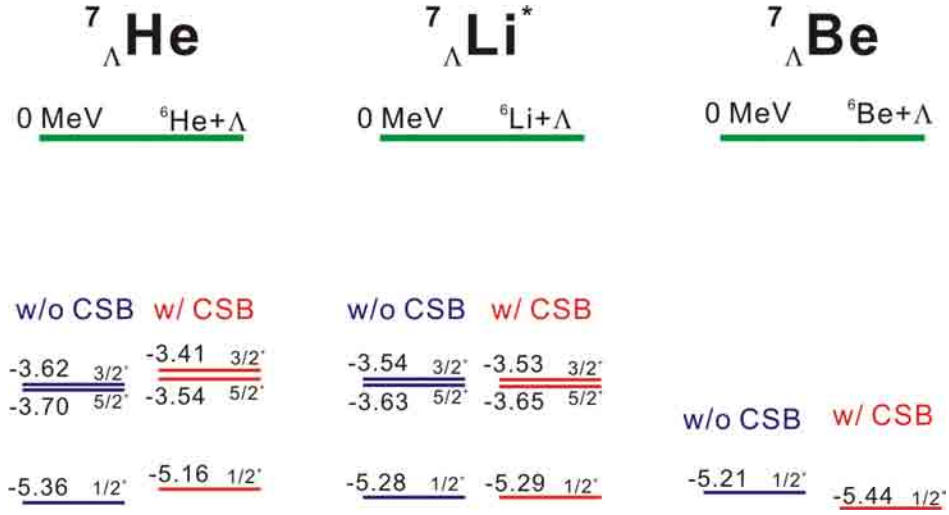 ⁷ΛHe ⁷ΛLi* ⁷ΛBe
0 MeV ⁶He+Λ 0 MeV ⁶Li+Λ 0 MeV ⁶Be+Λ
w/o CSB w/ CSB w/o CSB w/ CSB
-3.62 3/2⁺ -3.41 3/2⁺ -3.54 3/2⁺ -3.53 3/2⁺
-3.70 5/2⁺ -3.54 5/2⁺ -3.63 5/2⁺ -3.65 5/2⁺
w/o CSB w/ CSB
-5.36 1/2⁺ -5.16 1/2⁺ -5.28 1/2⁺ -5.29 1/2⁺ -5.21 1/2⁺ -5.44 1/2⁺